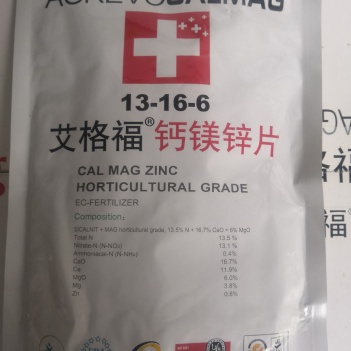 13-16-6
艾格福®钙镁锌片
CAL MAG ZINC
HORTICULTURAL GRADE
EC-FERTILIZER
Composition:
Total N 13.5%
Nitrate-N (N-NO₃) 13.1%
Ammoniacal-N (N-NH₄) 0.4%
CaO 16.7%
Ca 11.9%
MgO 6.0%
Mg 3.6%
Zn 0.8%